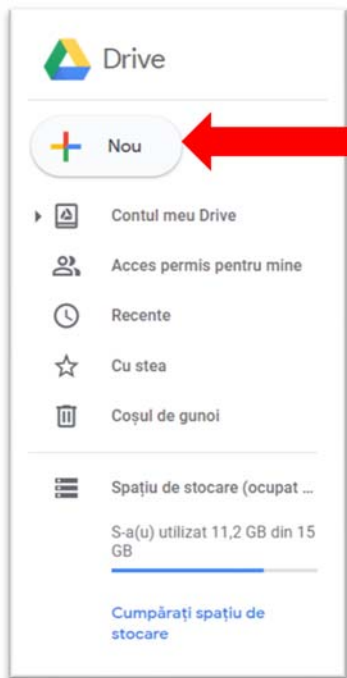 Drive
Nou
Contul meu Drive
Acces permis pentru mine
Recente
Cu stea
Coșul de gunoi
Spațiu de stocare (ocupat ...
S-a(u) utilizat 11,2 GB din 15
GB
Cumpărați spațiu de
stocare